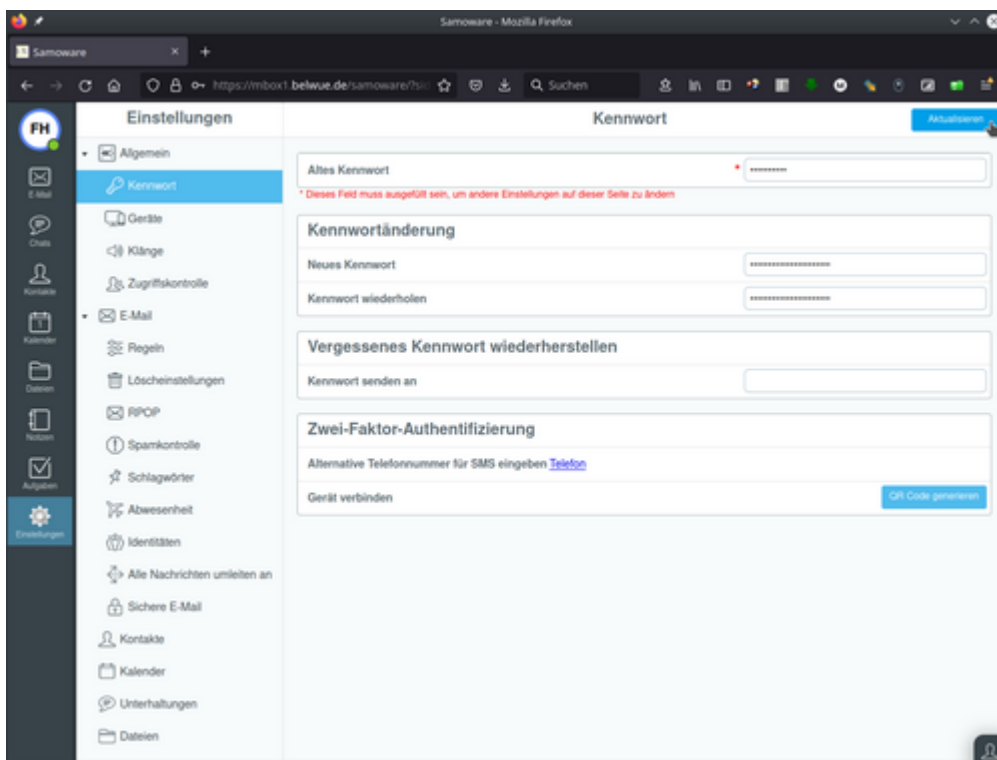 Samoware - Mozilla Firefox
Samoware
https://mbox1.belwue.de/samoware/?sid
Suchen
FH
E-Mail
Chats
Kontakte
Kalender
Dateien
Notizen
Aufgaben
Einstellungen
Einstellungen
Allgemein
Kennwort
Geräte
Klänge
Zugriffskontrolle
E-Mail
Regeln
Löscheinstellungen
RPOP
Spamkontrolle
Schlagwörter
Abwesenheit
Identitäten
Alle Nachrichten umleiten an
Sichere E-Mail
Kontakte
Kalender
Unterhaltungen
Dateien
Kennwort
Aktualisieren
Altes Kennwort *
* Dieses Feld muss ausgefüllt sein, um andere Einstellungen auf dieser Seite zu ändern
Kennwortänderung
Neues Kennwort
Kennwort wiederholen
Vergessenes Kennwort wiederherstellen
Kennwort senden an
Zwei-Faktor-Authentifizierung
Alternative Telefonnummer für SMS eingeben Telefon
Gerät verbinden
QR Code generieren